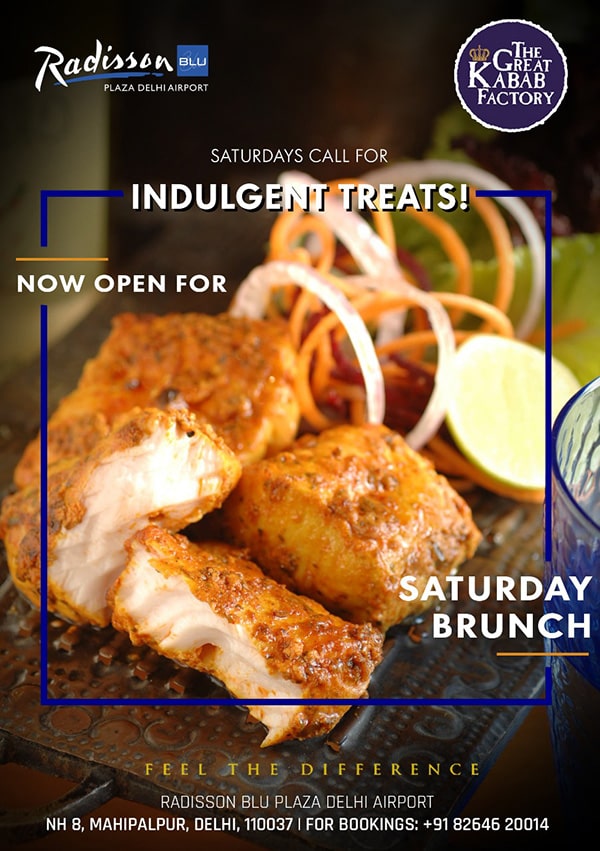 Radisson BLU
PLAZA DELHI AIRPORT
THE
GREAT
KABAB
FACTORY
SATURDAYS CALL FOR
INDULGENT TREATS!
NOW OPEN FOR
SATURDAY
BRUNCH
FEEL THE DIFFERENCE
RADISSON BLU PLAZA DELHI AIRPORT
NH 8, MAHIPALPUR, DELHI, 110037 I FOR BOOKINGS: +91 82646 20014